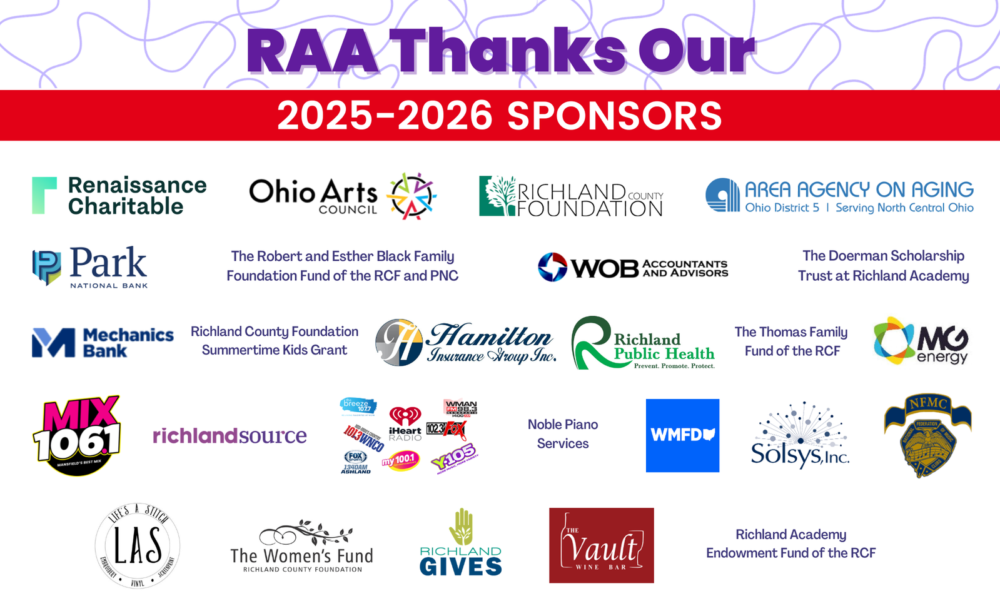 RAA Thanks Our
2025-2026 SPONSORS
Renaissance
Charitable
Ohio Arts
COUNCIL
RICHLAND COUNTY
FOUNDATION
AREA AGENCY ON AGING
Ohio District 5 | Serving North Central Ohio
Park
NATIONAL BANK
The Robert and Esther Black Family
Foundation Fund of the RCF and PNC
WOB ACCOUNTANTS
AND ADVISORS
The Doerman Scholarship
Trust at Richland Academy
Mechanics
Bank
Richland County Foundation
Summertime Kids Grant
H
Hamilton
Insurance Group Inc.
Richland
Public Health
Prevent. Promote. Protect.
The Thomas Family
Fund of the RCF
MG
energy
MIX
106.1
MANSFIELD'S BEST MIX
richlandsource
the
breeze
107.7
iHeart
RADIO
WMAN
FM 98.3
NEWSRADIO
1400 AM
101.3 WNCO
102.3 FOX
FOX
SPORTS
1340AM
ASHLAND
my 100.1
Y-105
MORE MUSIC, MORE VARIETY
Noble Piano
Services
WMFD
Solsys, Inc.
NFMC
NATIONAL FEDERATION OF MUSIC
CLUBS
LIFE'S A STITCH
LAS
EMBROIDERY • VINYL • SCREENPRINT
The Women's Fund
RICHLAND COUNTY FOUNDATION
RICHLAND
GIVES
THE
Vault
WINE BAR
Richland Academy
Endowment Fund of the RCF